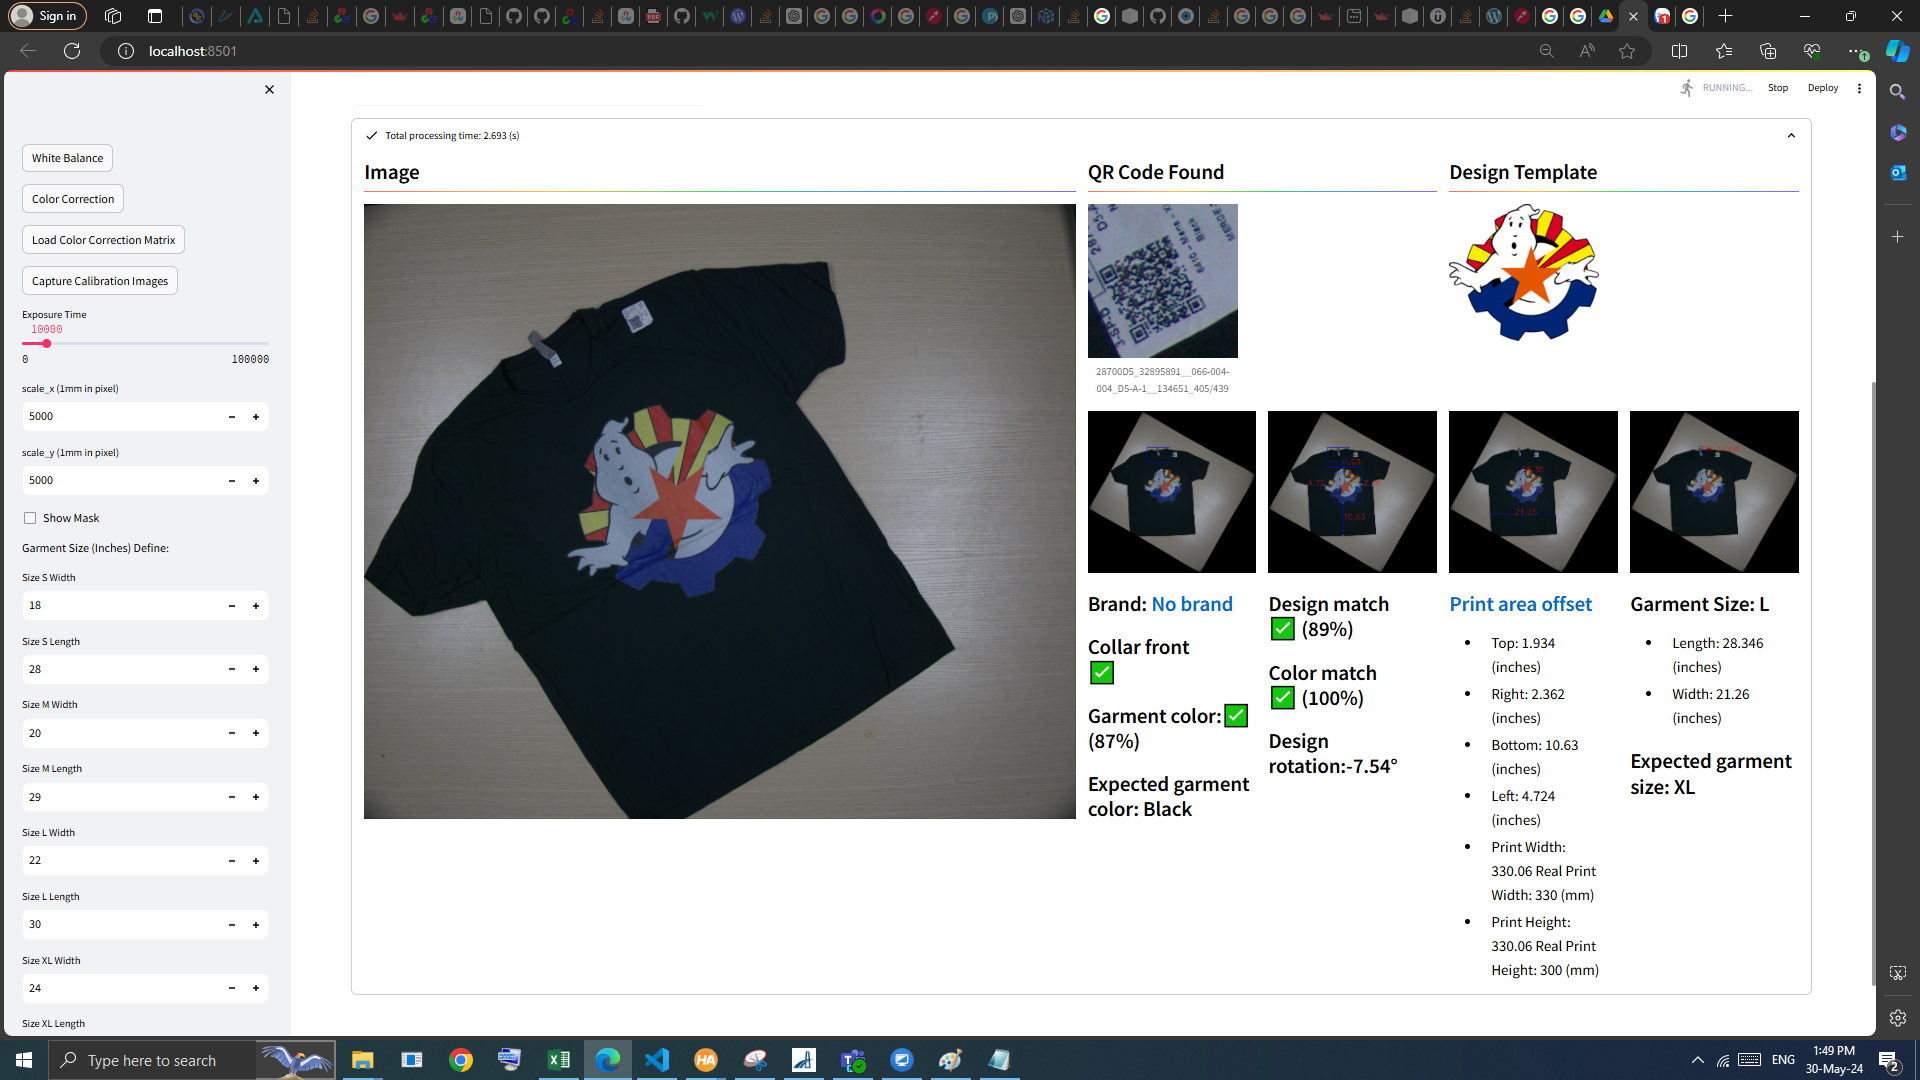 Sign in
localhost:8501
RUNNING...
Stop
Deploy
White Balance
Color Correction
Load Color Correction Matrix
Capture Calibration Images
Exposure Time
10000
0
100000
scale_x (1mm in pixel)
5000
scale_y (1mm in pixel)
5000
Show Mask
Garment Size (Inches) Define:
Size S Width
18
Size S Length
28
Size M Width
20
Size M Length
29
Size L Width
22
Size L Length
30
Size XL Width
24
Size XL Length
Total processing time: 2.693 (s)
Image
QR Code Found
28700D5_32895891__066-004-
004_D5-A-1__134651_405/439
Design Template
Brand: No brand
Collar front
Garment color:
(87%)
Expected garment
color: Black
Design match
(89%)
Color match
(100%)
Design
rotation:-7.54°
Print area offset
Top: 1.934
(inches)
Right: 2.362
(inches)
Bottom: 10.63
(inches)
Left: 4.724
(inches)
Print Width:
330.06 Real Print
Width: 330 (mm)
Print Height:
330.06 Real Print
Height: 300 (mm)
Garment Size: L
Length: 28.346
(inches)
Width: 21.26
(inches)
Expected garment
size: XL
Type here to search
ENG
1:49 PM
30-May-24
2